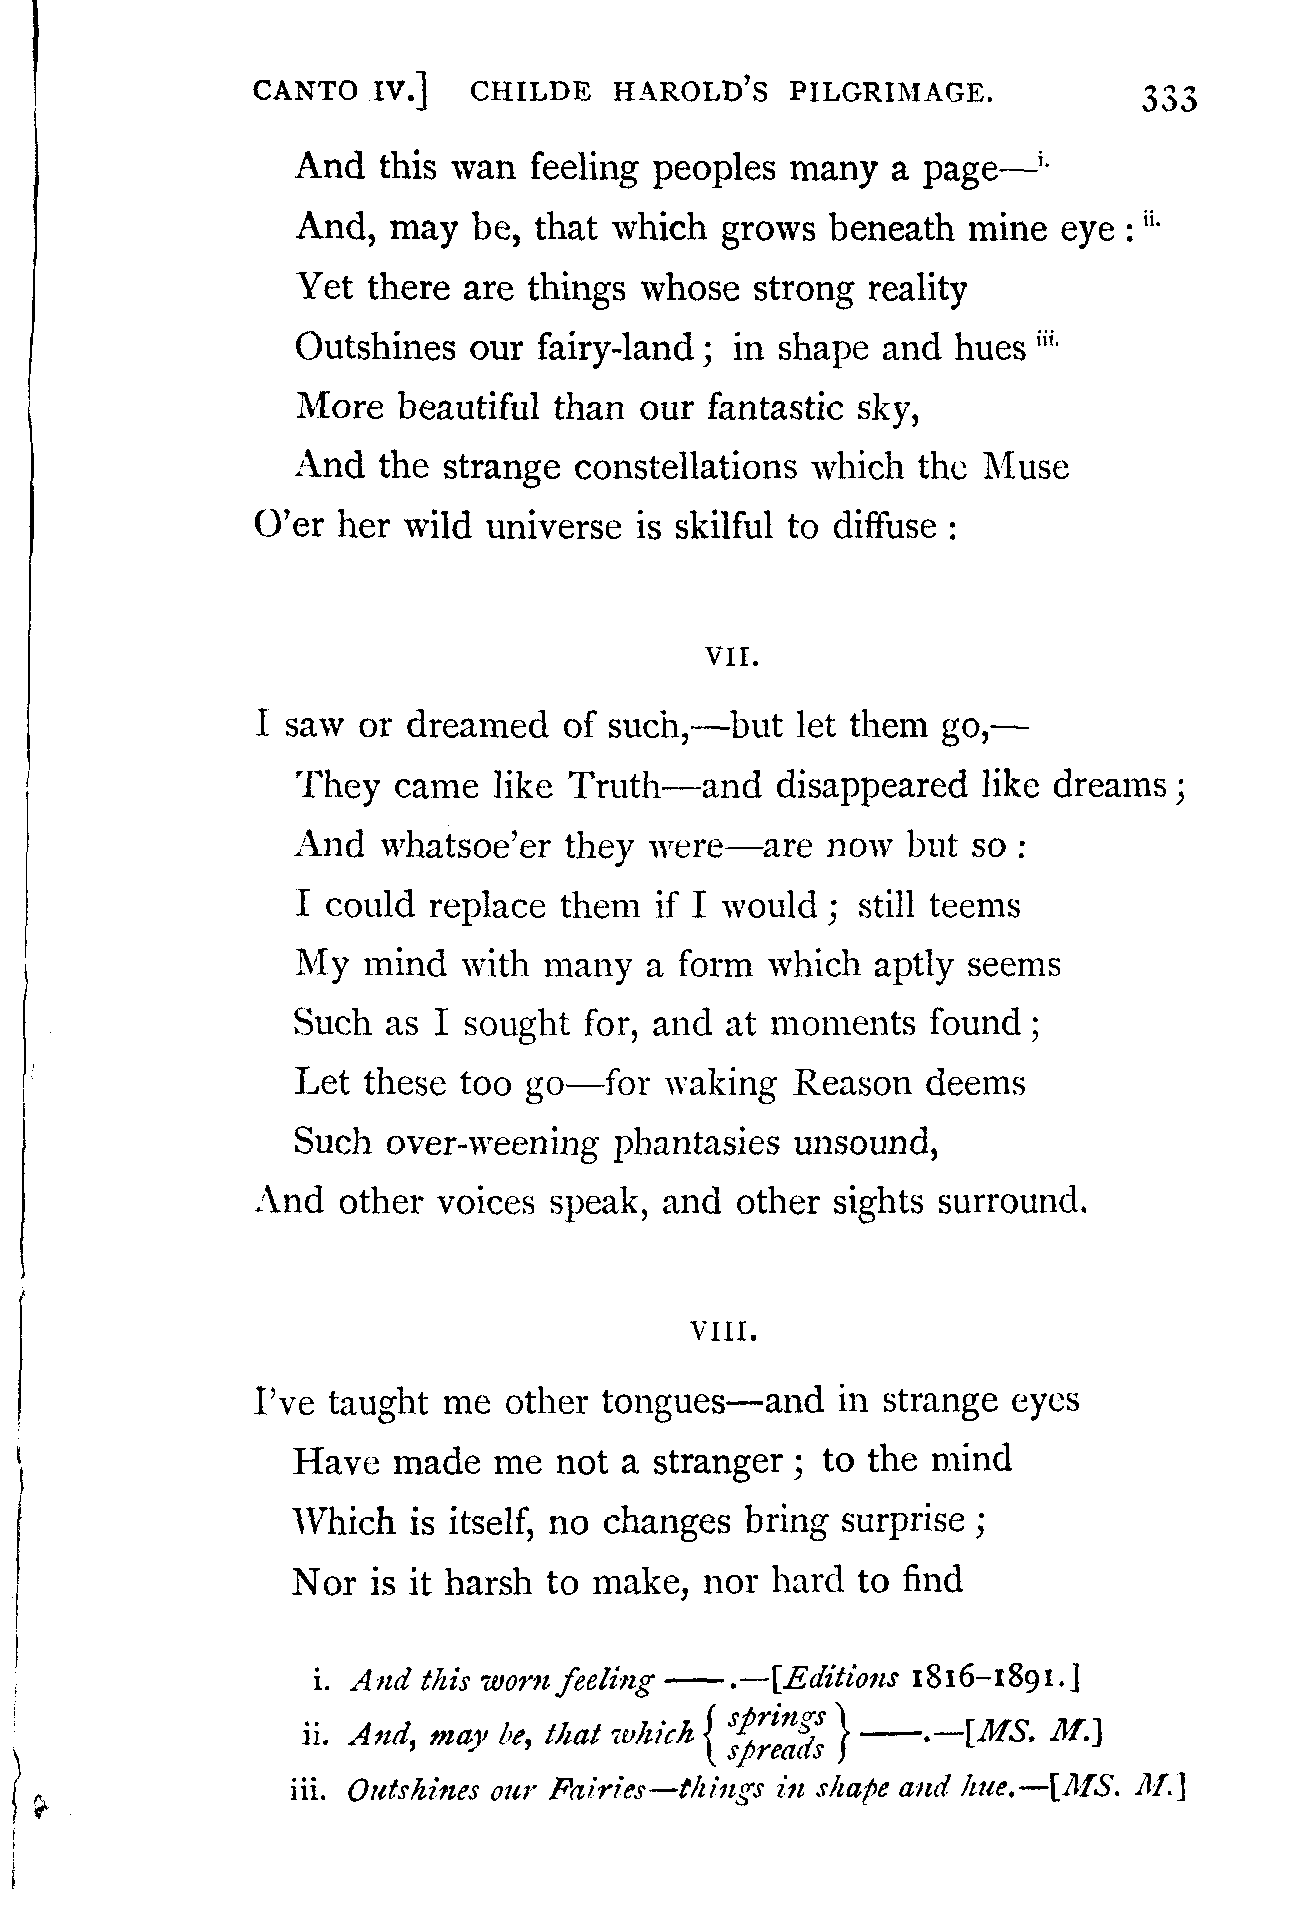 CANTO IV.] CHILDE HAROLD'S PILGRIMAGE. 333
And this wan feeling peoples many a page—i.
And, may be, that which grows beneath mine eye : ii.
Yet there are things whose strong reality
Outshines our fairy-land ; in shape and hues iii.
More beautiful than our fantastic sky,
And the strange constellations which the Muse
O'er her wild universe is skilful to diffuse :
VII.
I saw or dreamed of such,—but let them go,—
They came like Truth—and disappeared like dreams ;
And whatsoe'er they were—are now but so :
I could replace them if I would ; still teems
My mind with many a form which aptly seems
Such as I sought for, and at moments found ;
Let these too go—for waking Reason deems
Such over-weening phantasies unsound,
And other voices speak, and other sights surround.
VIII.
I've taught me other tongues—and in strange eyes
Have made me not a stranger ; to the mind
Which is itself, no changes bring surprise ;
Nor is it harsh to make, nor hard to find
i. And this worn feeling —— .—[Editions 1816–1891.]
ii. And, may be, that which { springs spreads } ——.—[MS. M.]
iii. Outshines our Fairies—things in shape and hue.—[MS. M.]